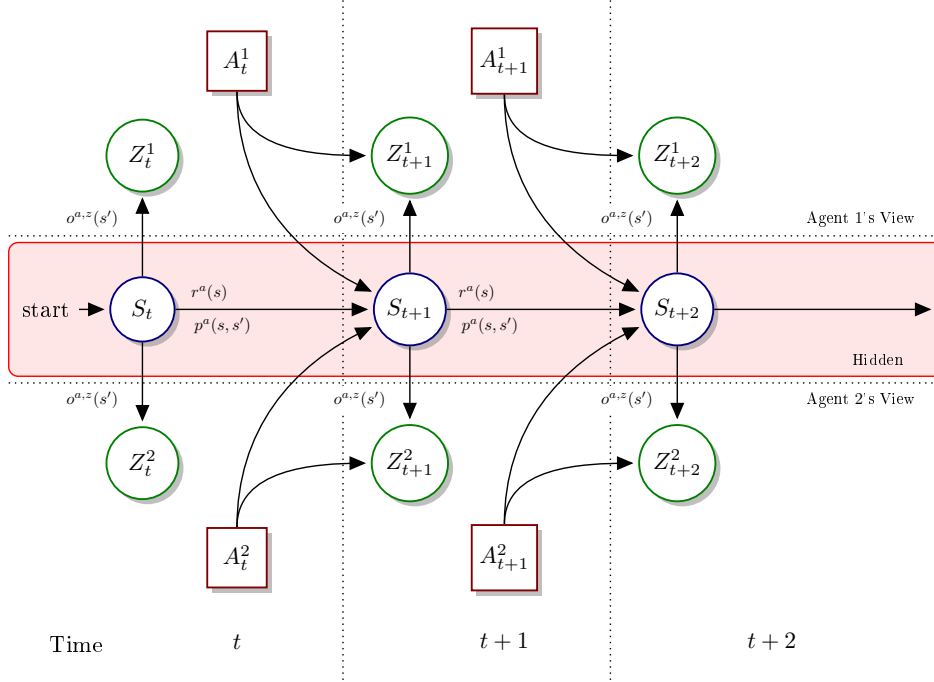 A_t^1
A_{t+1}^1
Z_t^1
Z_{t+1}^1
Z_{t+2}^1
o^{a,z}(s')
o^{a,z}(s')
o^{a,z}(s')
Agent 1's View
start
S_t
r^a(s)
p^a(s, s')
S_{t+1}
r^a(s)
p^a(s, s')
S_{t+2}
Hidden
o^{a,z}(s')
o^{a,z}(s')
o^{a,z}(s')
Agent 2's View
Z_t^2
Z_{t+1}^2
Z_{t+2}^2
A_t^2
A_{t+1}^2
Time
t
t + 1
t + 2